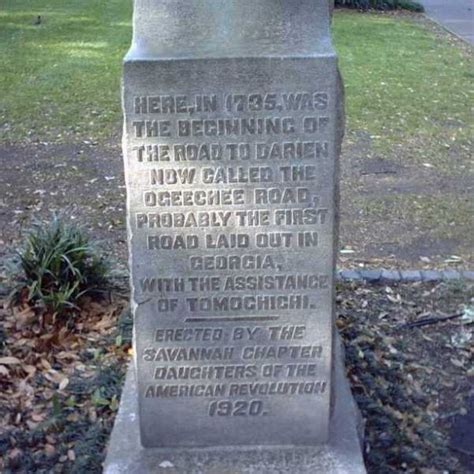 HERE, IN 1735, WAS
THE BEGINNING OF
THE ROAD TO DARIEN
NOW CALLED THE
OGEECHEE ROAD,
PROBABLY THE FIRST
ROAD LAID OUT IN
GEORGIA,
WITH THE ASSISTANCE
OF TOMOCHICHI.
ERECTED BY THE
SAVANNAH CHAPTER
DAUGHTERS OF THE
AMERICAN REVOLUTION
1920.